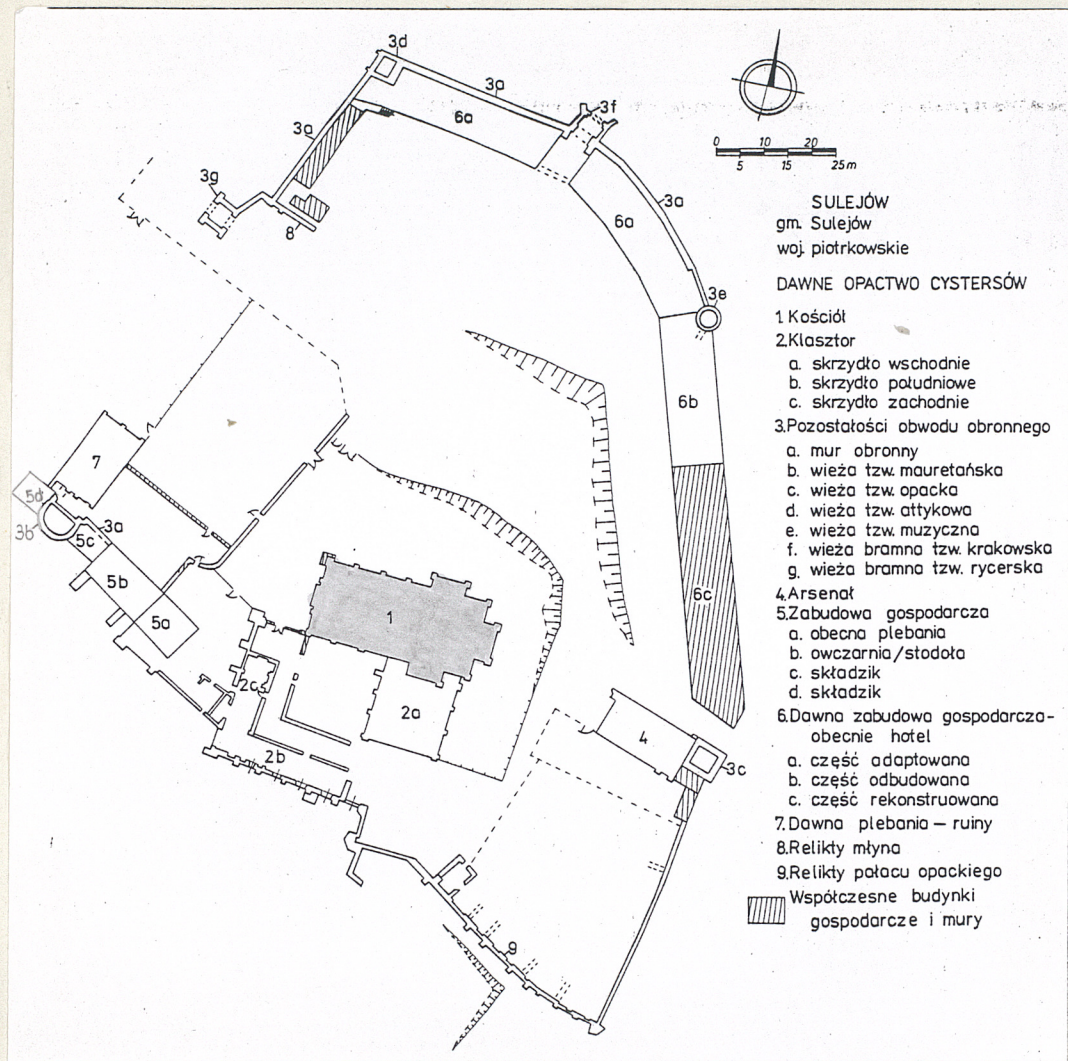 3d
3a
3f
6a
3a
3g
8
6a
3a
3e
6b
7
5d
3b
3a
5c
5b
5a
6c
1
2c
2a
2b
4
3c
9
0 10 20
5 15 25m
SULEJÓW
gm. Sulejów
woj. piotrkowskie
DAWNE OPACTWO CYSTERSÓW
1 Kościół
2.Klasztor
a. skrzydło wschodnie
b. skrzydło południowe
c. skrzydło zachodnie
3.Pozostałości obwodu obronnego
a. mur obronny
b. wieża tzw. mauretańska
c. wieża tzw. opacka
d. wieża tzw. attykowa
e. wieża tzw. muzyczna
f. wieża bramna tzw. krakowska
g. wieża bramna tzw. rycerska
4.Arsenał
5.Zabudowa gospodarcza
a. obecna plebania
b. owczarnia/stodoła
c. składzik
d. składzik
6.Dawna zabudowa gospodarcza-
obecnie hotel
a. część adaptowana
b. część odbudowana
c. część rekonstruowana
7.Dawna plebania – ruiny
8.Relikty młyna
9.Relikty pałacu opackiego
Współczesne budynki
gospodarcze i mury